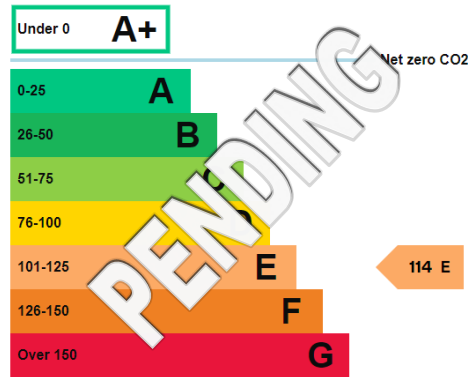 Under 0 A+
Net zero CO2
0-25 A
26-50 B
51-75 C
76-100 D
101-125 E
114 E
126-150 F
Over 150 G
PENDING